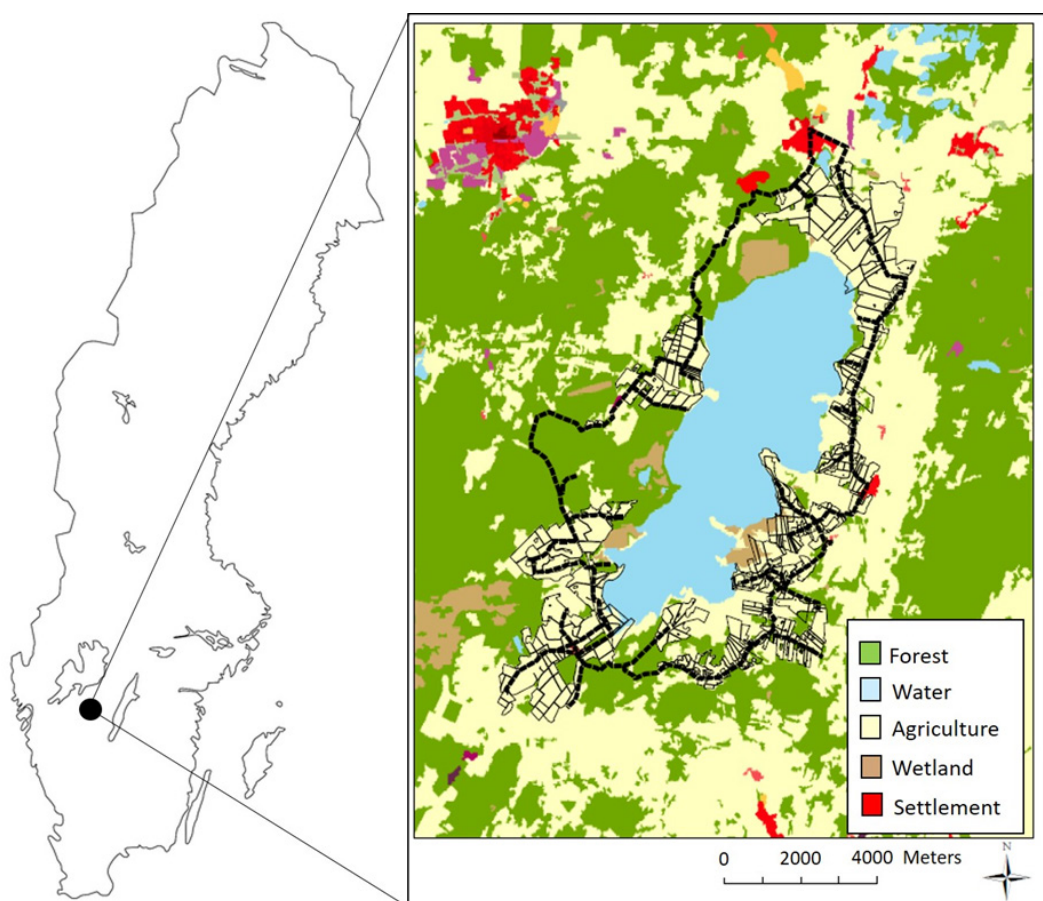 Forest
Water
Agriculture
Wetland
Settlement
0 2000 4000 Meters
N